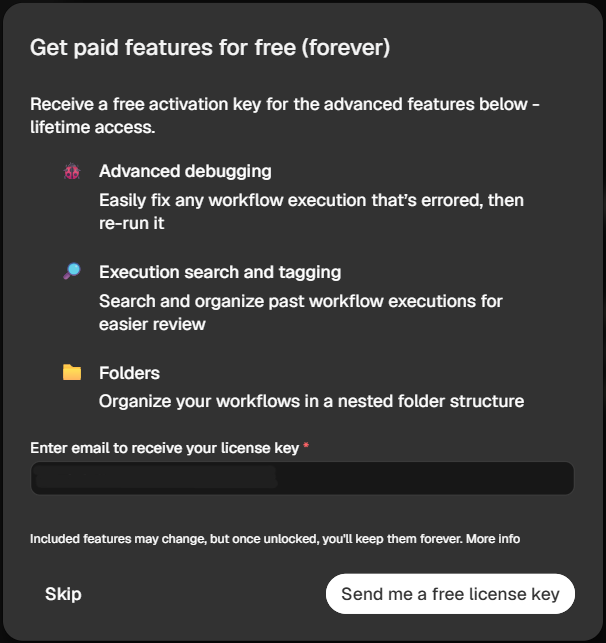 Get paid features for free (forever)
Receive a free activation key for the advanced features below -
lifetime access.
Advanced debugging
Easily fix any workflow execution that's errored, then
re-run it
Execution search and tagging
Search and organize past workflow executions for
easier review
Folders
Organize your workflows in a nested folder structure
Enter email to receive your license key *
Included features may change, but once unlocked, you'll keep them forever. More info
Skip
Send me a free license key